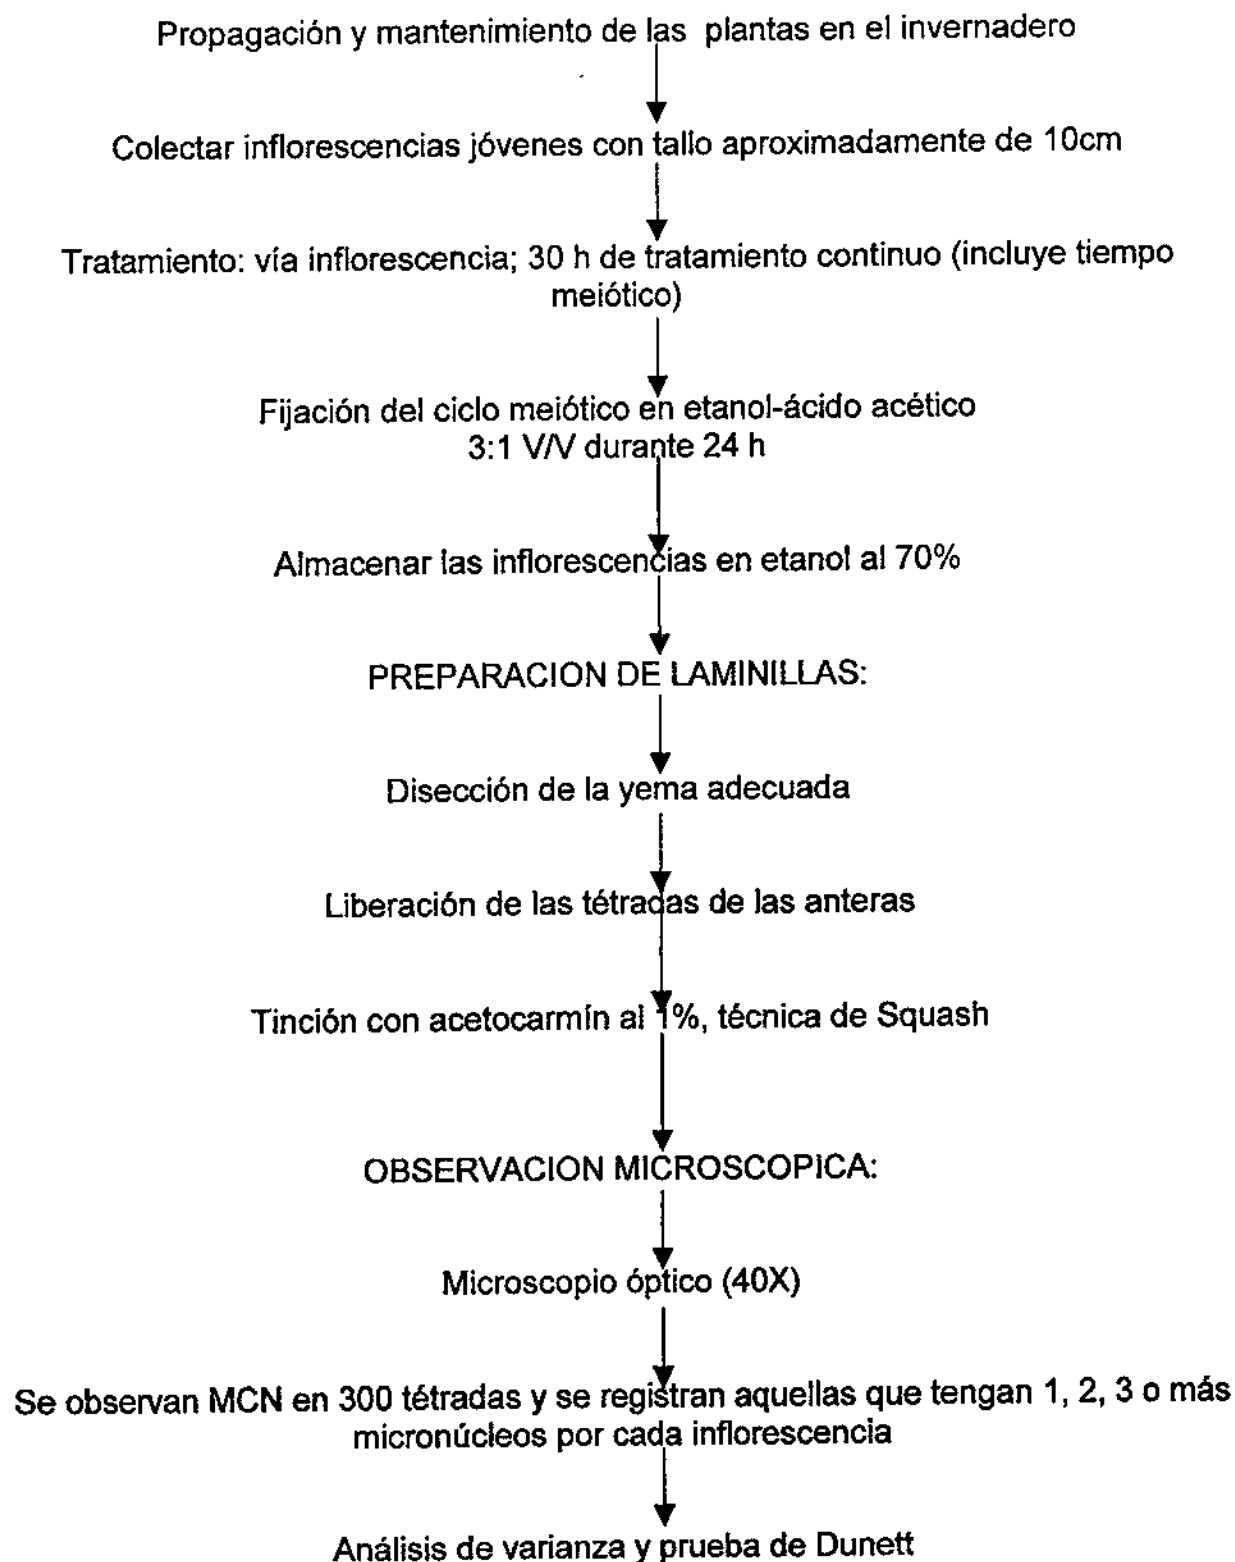 Propagación y mantenimiento de las plantas en el invernadero
Colectar inflorescencias jóvenes con tallo aproximadamente de 10cm
Tratamiento: vía inflorescencia; 30 h de tratamiento continuo (incluye tiempo
meiótico)
Fijación del ciclo meiótico en etanol-ácido acético
3:1 V/V durante 24 h
Almacenar las inflorescencias en etanol al 70%
PREPARACION DE LAMINILLAS:
Disección de la yema adecuada
Liberación de las tétradas de las anteras
Tinción con acetocarmín al 1%, técnica de Squash
OBSERVACION MICROSCOPICA:
Microscopio óptico (40X)
Se observan MCN en 300 tétradas y se registran aquellas que tengan 1, 2, 3 o más
micronúcleos por cada inflorescencia
Análisis de varianza y prueba de Dunett